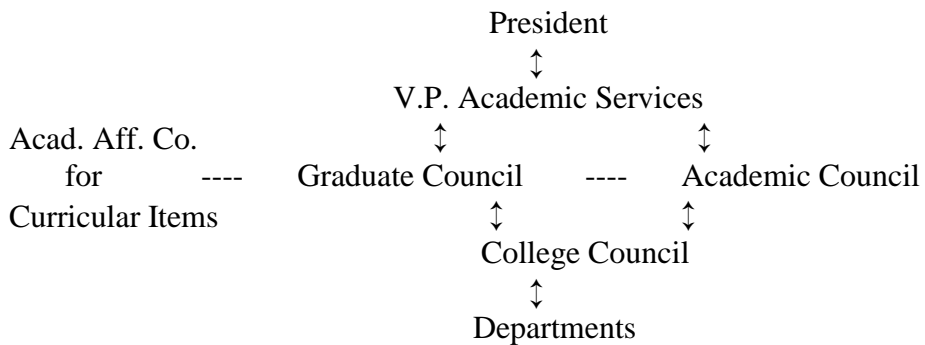 President
↕
V.P. Academic Services
↕ ↕
Acad. Aff. Co.
for ---- Graduate Council ---- Academic Council
Curricular Items
↕ ↕
College Council
↕
Departments